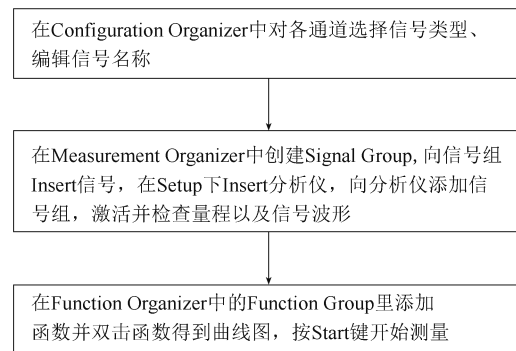 在Configuration Organizer中对各通道选择信号类型、
编辑信号名称
在Measurement Organizer中创建Signal Group, 向信号组
Insert信号，在Setup下Insert分析仪，向分析仪添加信
号组，激活并检查量程以及信号波形
在Function Organizer中的Function Group里添加
函数并双击函数得到曲线图，按Start键开始测量